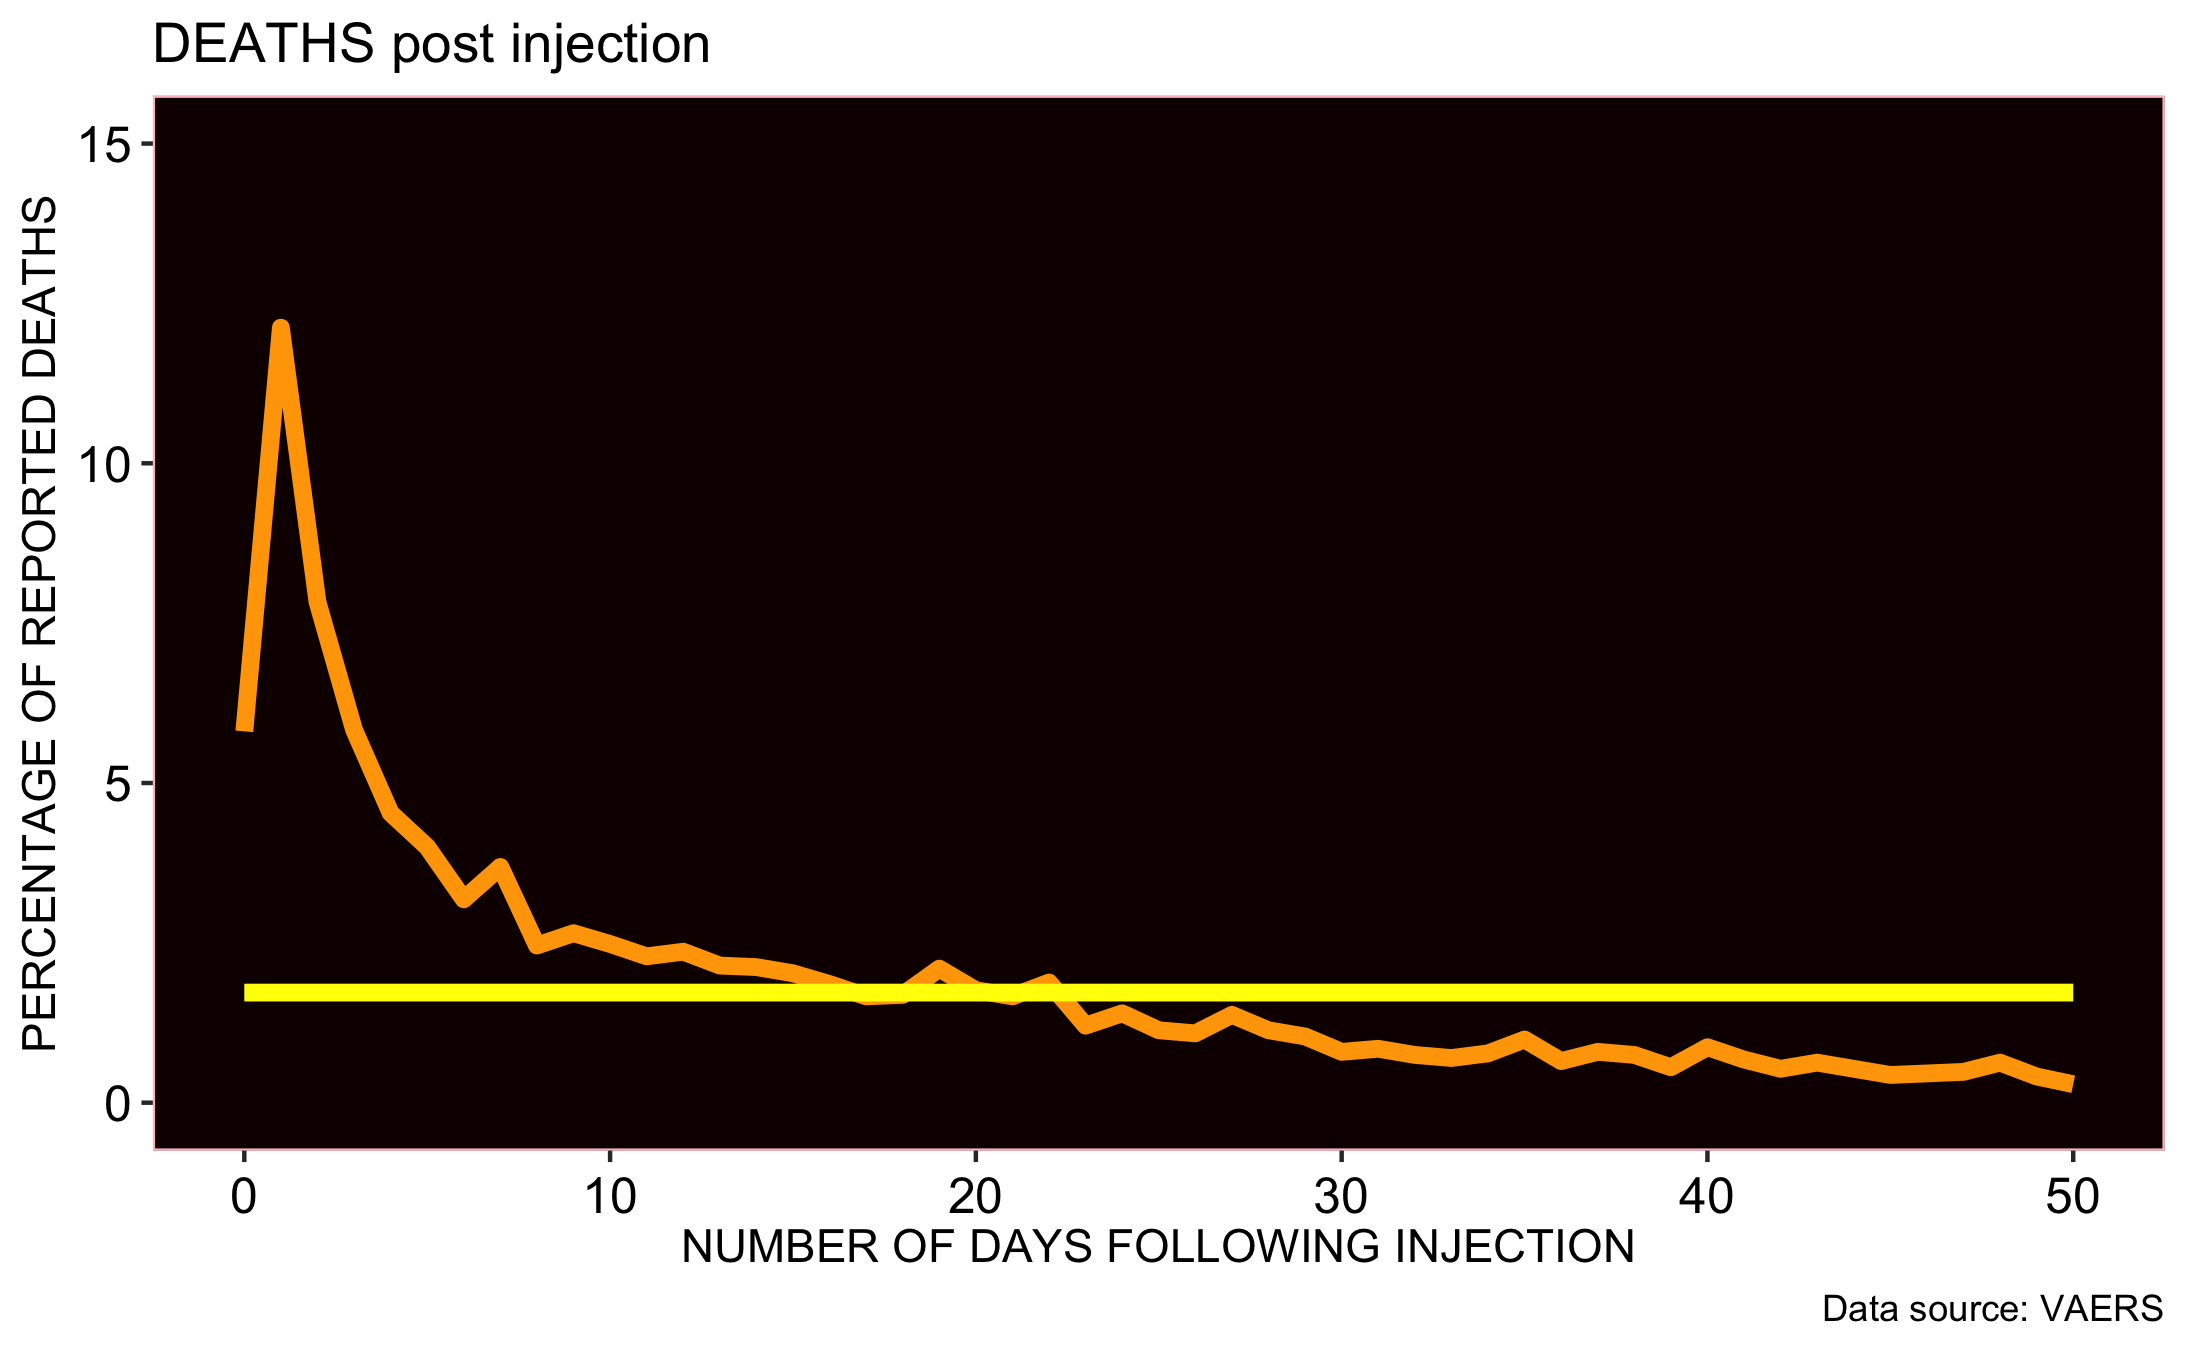 DEATHS post injection
15
10
5
0
PERCENTAGE OF REPORTED DEATHS
0 10 20 30 40 50
NUMBER OF DAYS FOLLOWING INJECTION
Data source: VAERS